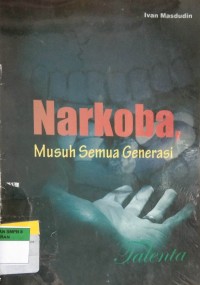 Ivan Masdudin
Narkoba,
Musuh Semua Generasi
Talenta